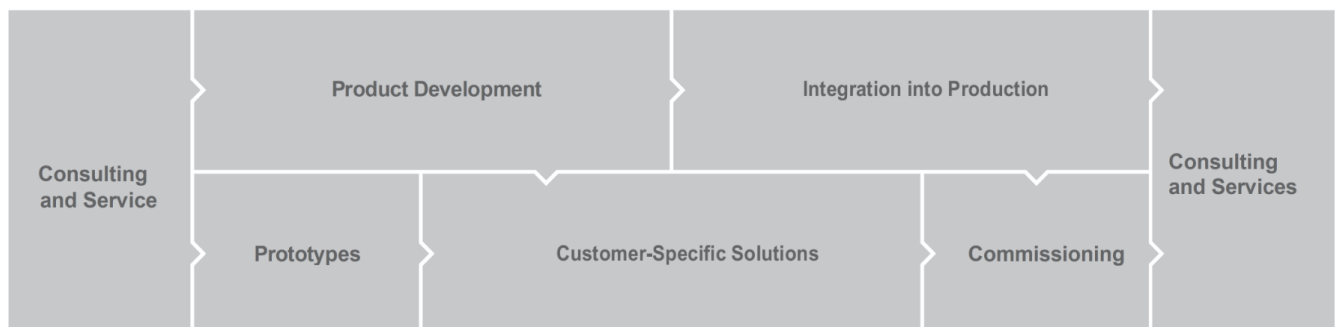 Consulting
and Service
Product Development
Integration into Production
Prototypes
Customer-Specific Solutions
Commissioning
Consulting
and Services